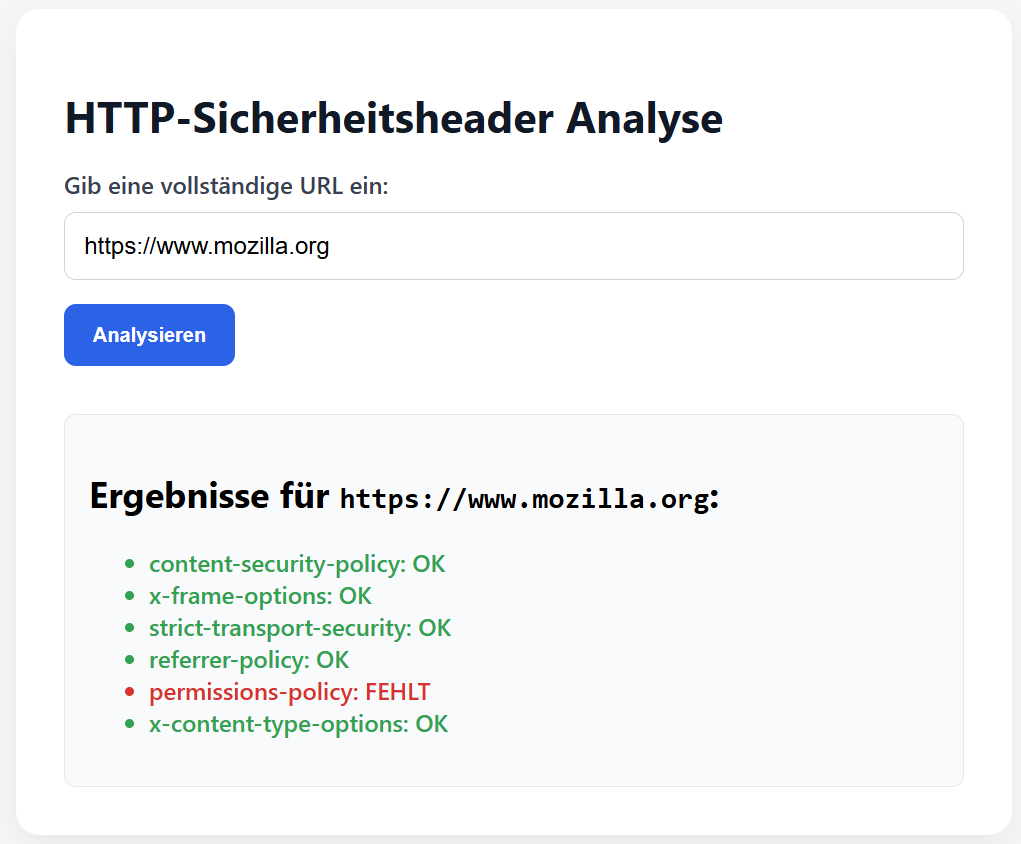 HTTP-Sicherheitsheader Analyse
Gib eine vollständige URL ein:
https://www.mozilla.org
Analysieren
Ergebnisse für https://www.mozilla.org:
content-security-policy: OK
x-frame-options: OK
strict-transport-security: OK
referrer-policy: OK
permissions-policy: FEHLT
x-content-type-options: OK